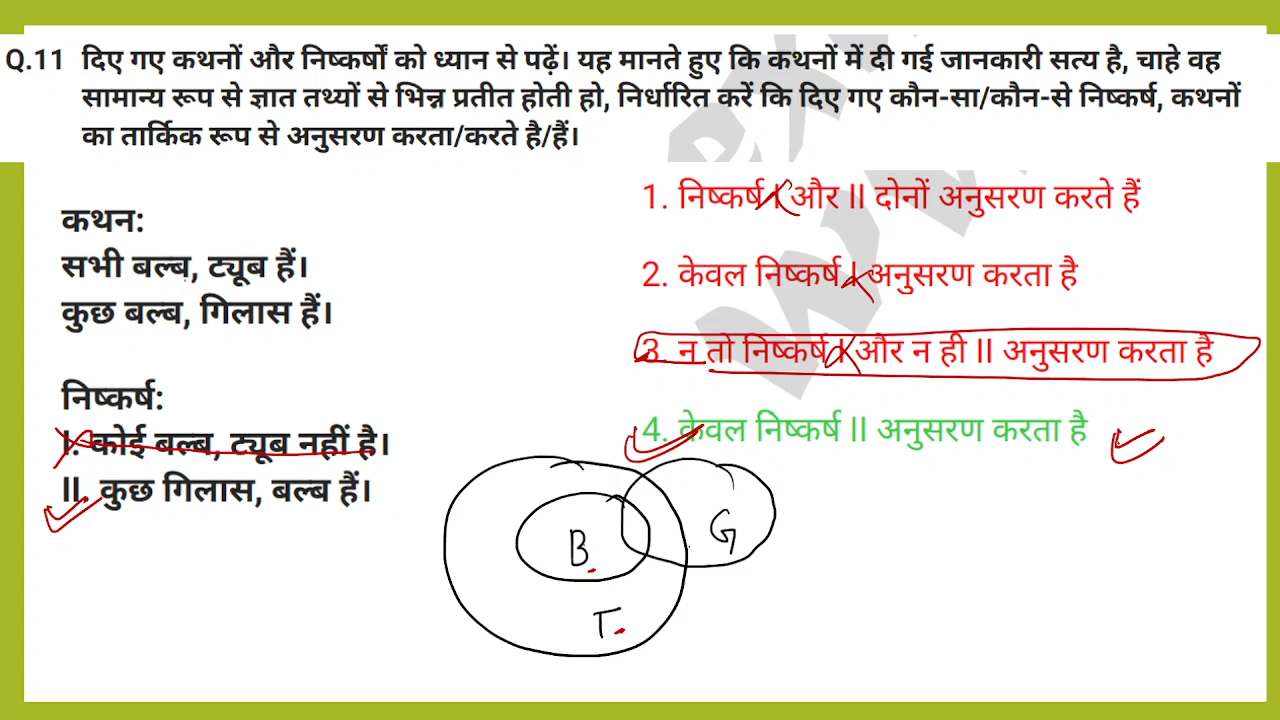 Q.11 दिए गए कथनों और निष्कर्षों को ध्यान से पढ़ें। यह मानते हुए कि कथनों में दी गई जानकारी सत्य है, चाहे वह
सामान्य रूप से ज्ञात तथ्यों से भिन्न प्रतीत होती हो, निर्धारित करें कि दिए गए कौन-सा/कौन-से निष्कर्ष, कथनों
का तार्किक रूप से अनुसरण करता/करते है/हैं।
कथन:
सभी बल्ब, ट्यूब हैं।
कुछ बल्ब, गिलास हैं।
निष्कर्ष:
I. कोई बल्ब, ट्यूब नहीं है।
II. कुछ गिलास, बल्ब हैं।
1. निष्कर्ष I और II दोनों अनुसरण करते हैं
2. केवल निष्कर्ष I अनुसरण करता है
3. न तो निष्कर्ष I और न ही II अनुसरण करता है
4. केवल निष्कर्ष II अनुसरण करता है
B
G
T